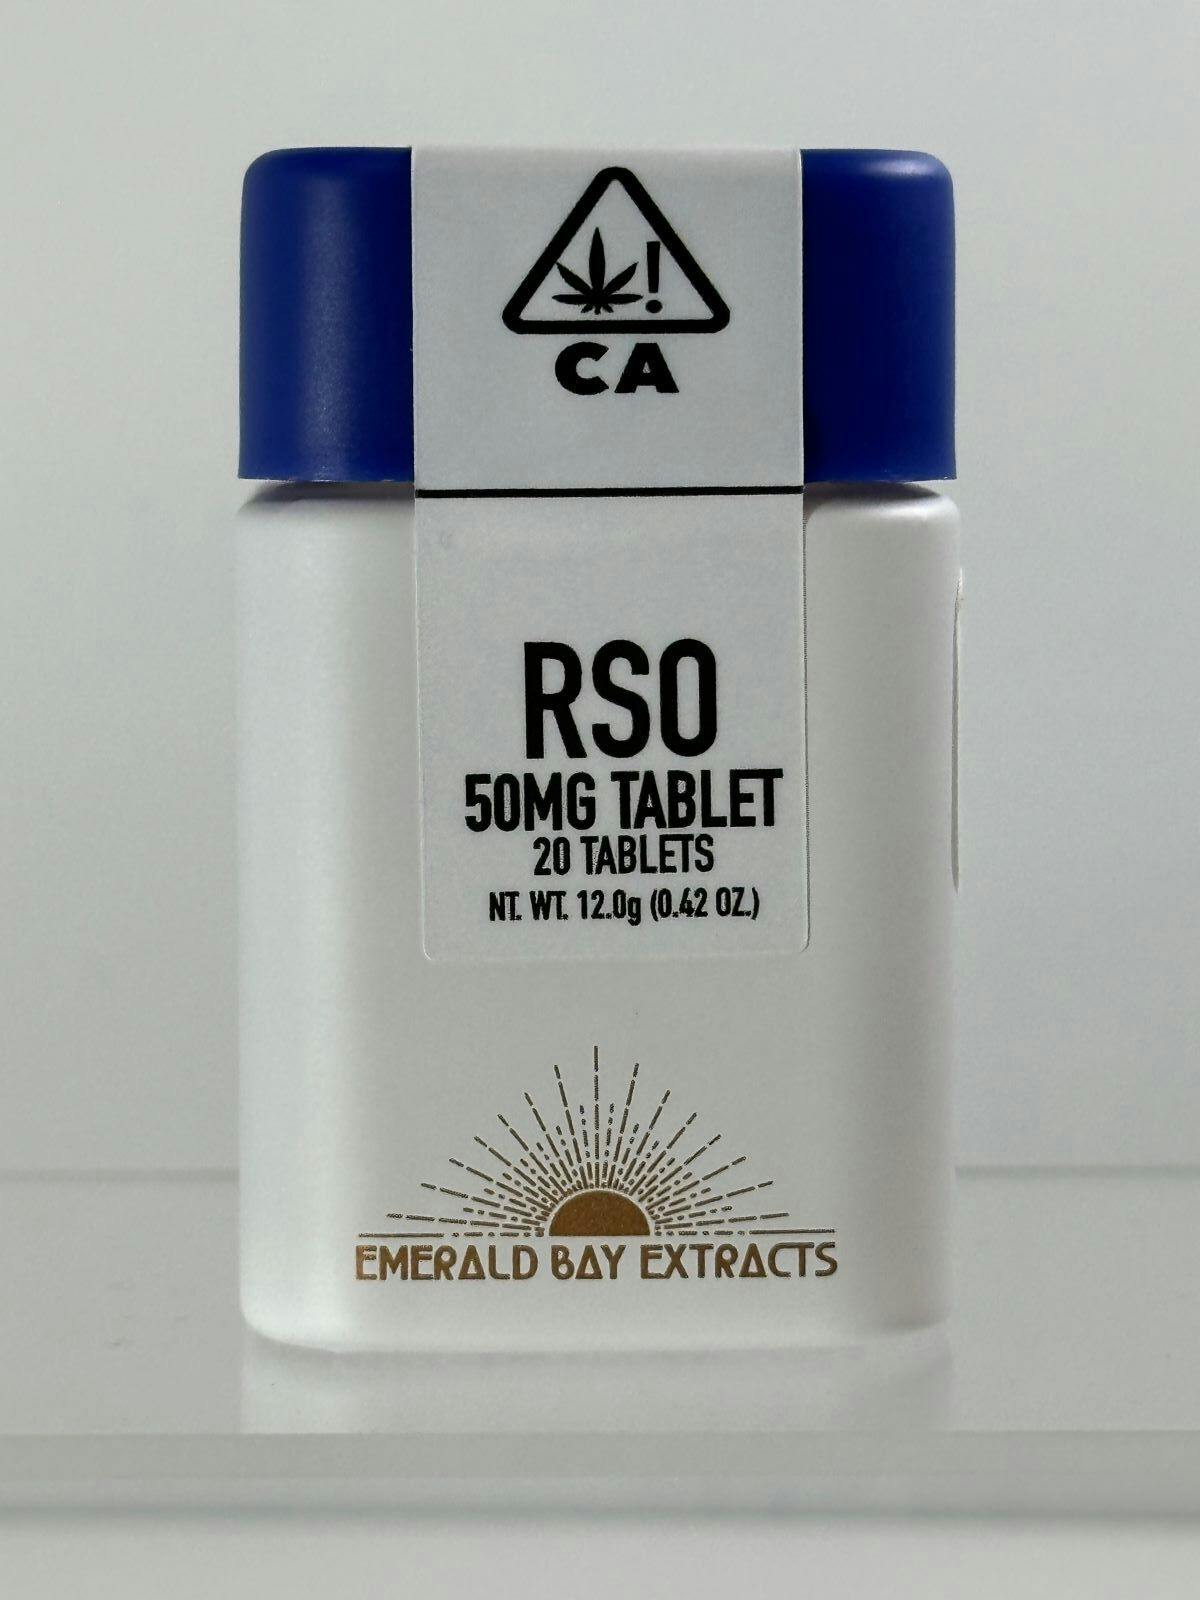 !
CA
RSO
50MG TABLET
20 TABLETS
NT. WT. 12.0g (0.42 OZ.)
EMERALD BAY EXTRACTS